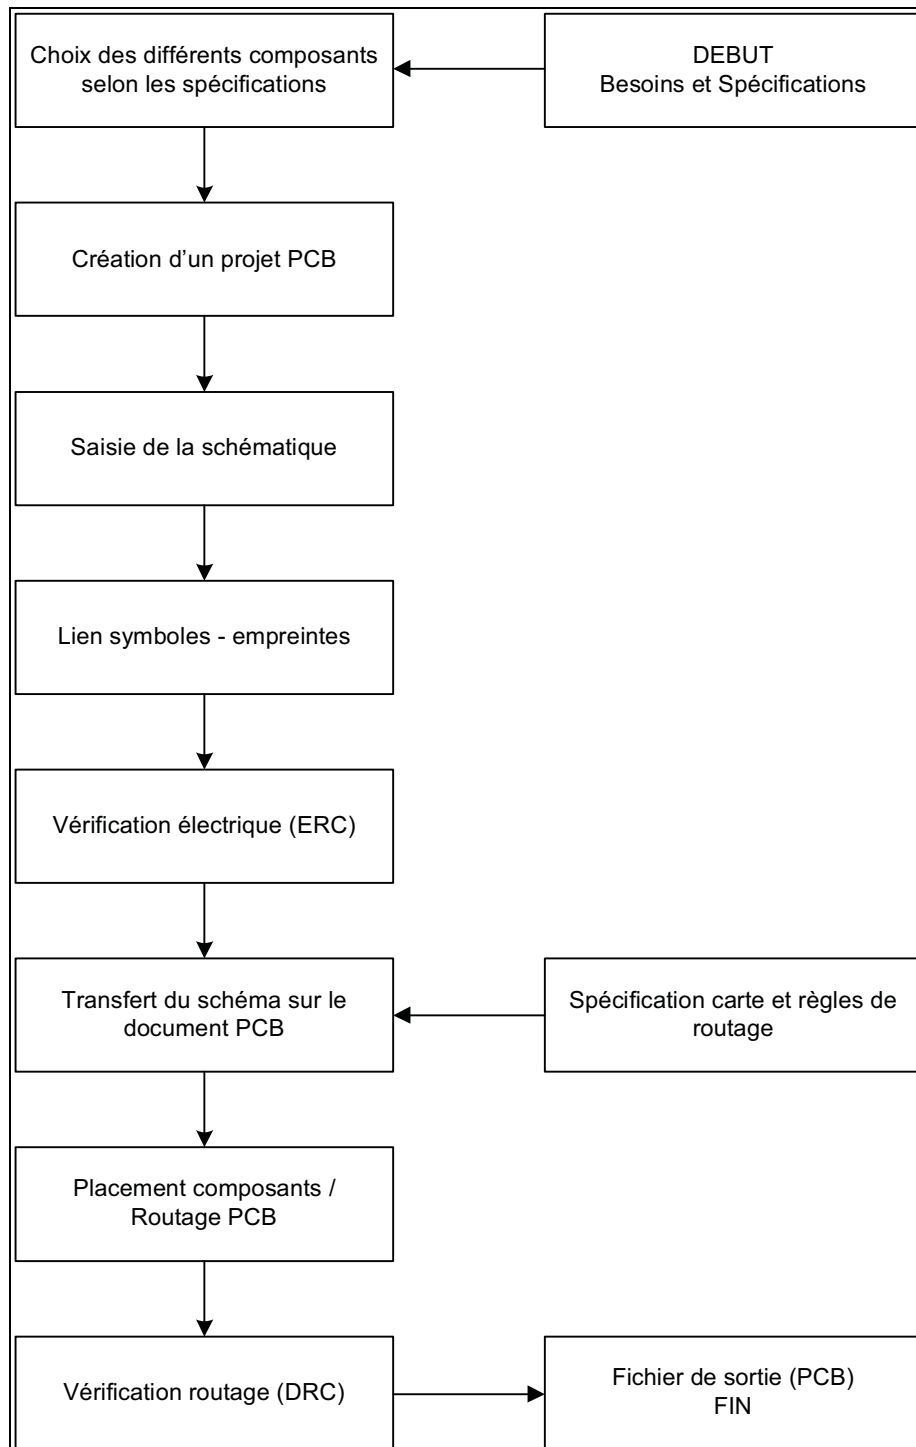 Choix des différents composants
selon les spécifications
DEBUT
Besoins et Spécifications
Création d’un projet PCB
Saisie de la schématique
Lien symboles - empreintes
Vérification électrique (ERC)
Transfert du schéma sur le
document PCB
Spécification carte et règles de
routage
Placement composants /
Routage PCB
Vérification routage (DRC)
Fichier de sortie (PCB)
FIN